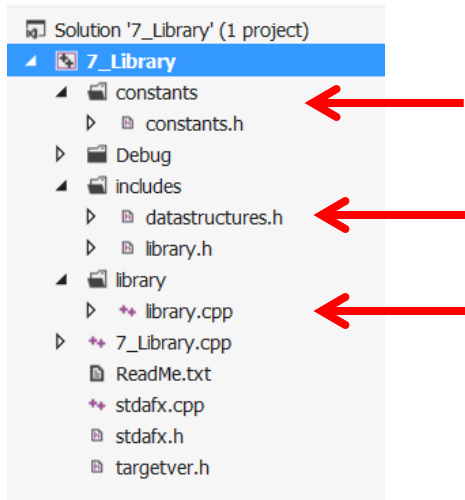 Solution '7_Library' (1 project)
7_Library
constants
constants.h
Debug
includes
datastructures.h
library.h
library
library.cpp
7_Library.cpp
ReadMe.txt
stdafx.cpp
stdafx.h
targetver.h